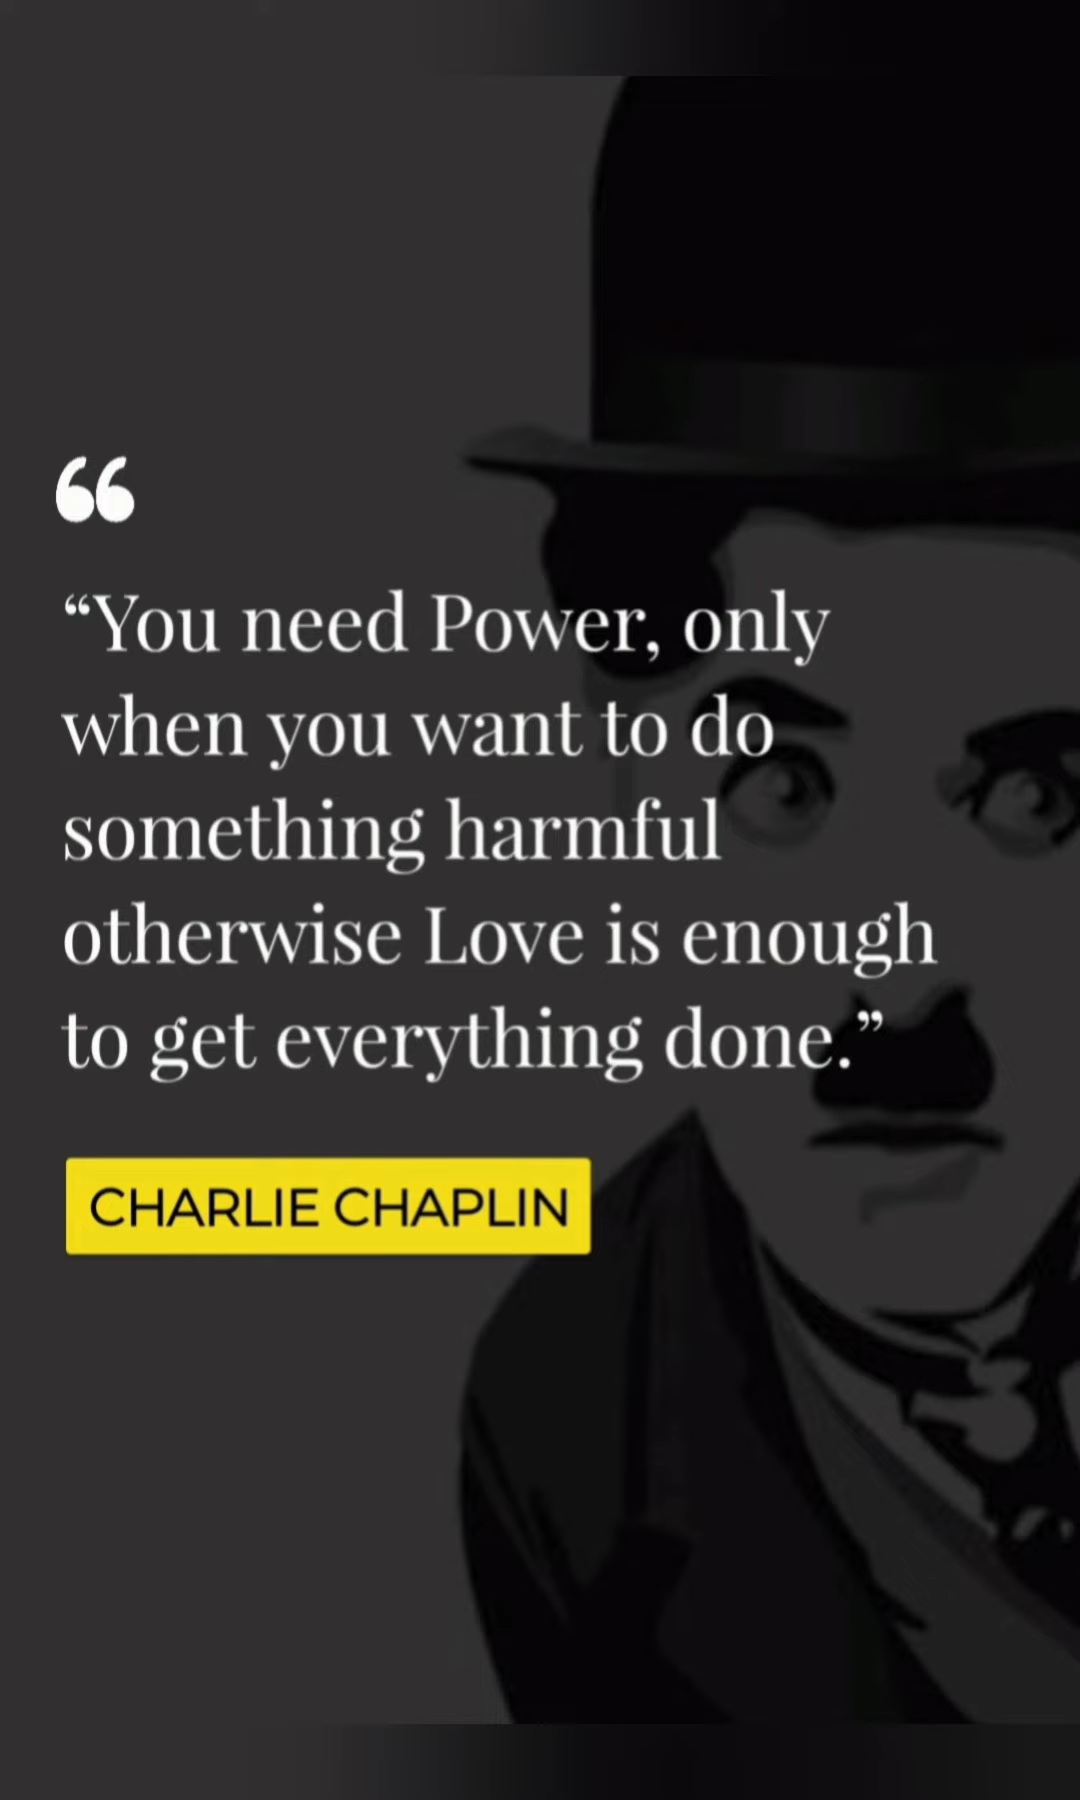 “
“You need Power, only
when you want to do
something harmful
otherwise Love is enough
to get everything done.”
CHARLIE CHAPLIN